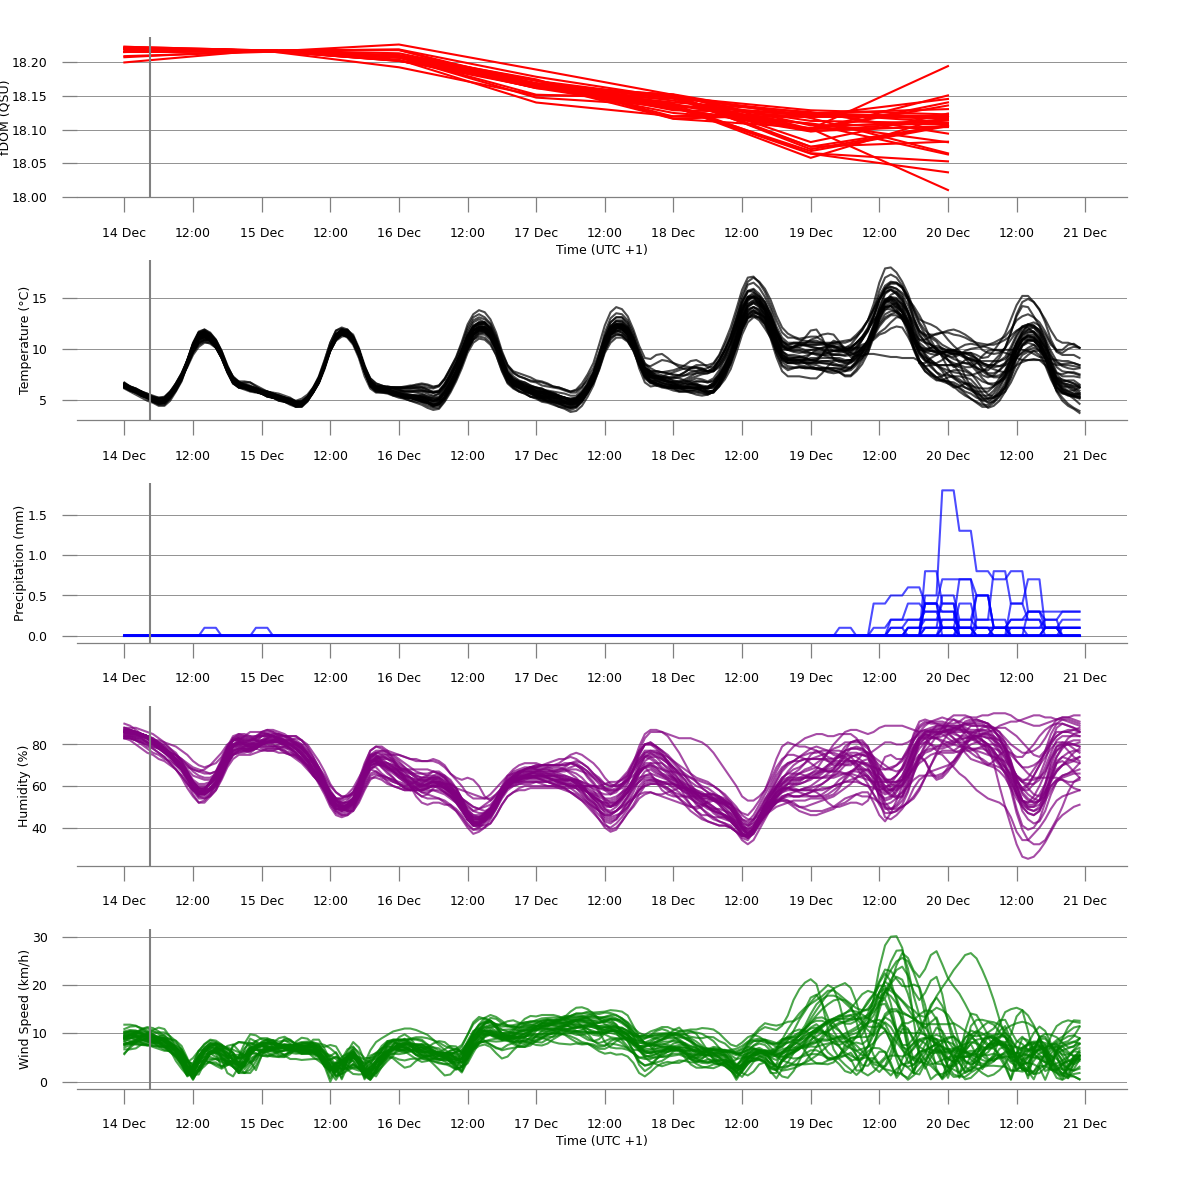 fDOM (QSU)
18.20
18.15
18.10
18.05
18.00
14 Dec 12:00 15 Dec 12:00 16 Dec 12:00 17 Dec 12:00 18 Dec 12:00 19 Dec 12:00 20 Dec 12:00 21 Dec
Time (UTC +1)
Temperature (°C)
15
10
5
14 Dec 12:00 15 Dec 12:00 16 Dec 12:00 17 Dec 12:00 18 Dec 12:00 19 Dec 12:00 20 Dec 12:00 21 Dec
Precipitation (mm)
1.5
1.0
0.5
0.0
14 Dec 12:00 15 Dec 12:00 16 Dec 12:00 17 Dec 12:00 18 Dec 12:00 19 Dec 12:00 20 Dec 12:00 21 Dec
Humidity (%)
80
60
40
14 Dec 12:00 15 Dec 12:00 16 Dec 12:00 17 Dec 12:00 18 Dec 12:00 19 Dec 12:00 20 Dec 12:00 21 Dec
Wind Speed (km/h)
30
20
10
0
14 Dec 12:00 15 Dec 12:00 16 Dec 12:00 17 Dec 12:00 18 Dec 12:00 19 Dec 12:00 20 Dec 12:00 21 Dec
Time (UTC +1)